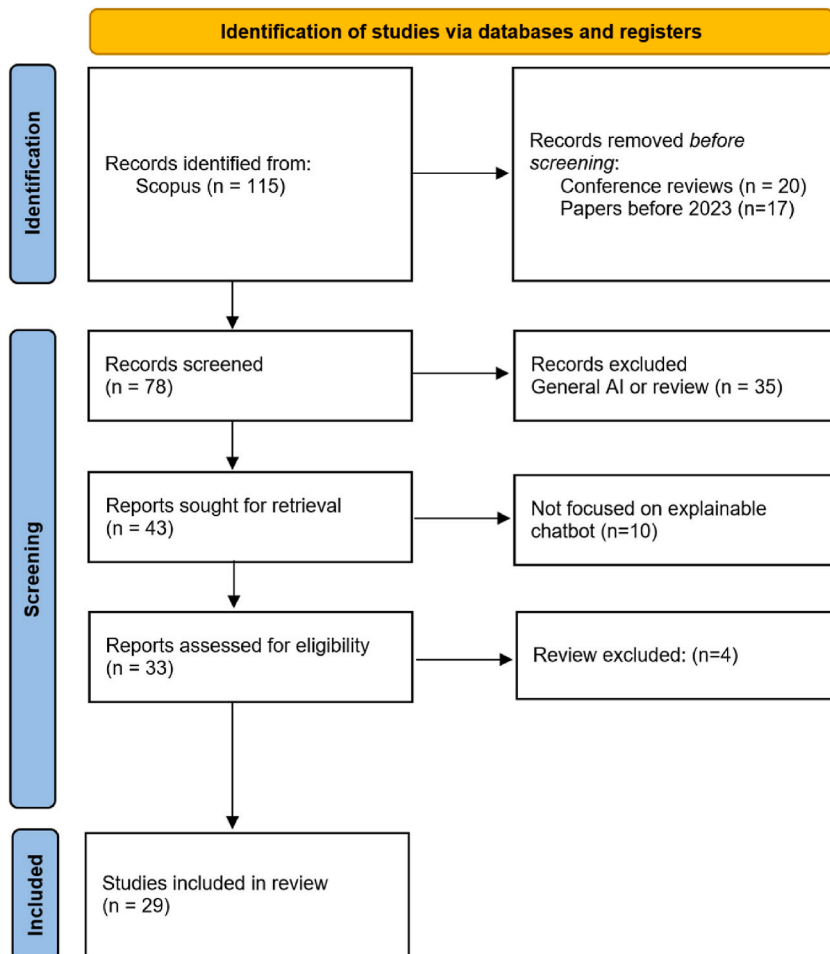 Identification of studies via databases and registers
Identification
Records identified from:
Scopus (n = 115)
Records removed before
screening:
Conference reviews (n = 20)
Papers before 2023 (n=17)
Screening
Records screened
(n = 78)
Records excluded
General AI or review (n = 35)
Reports sought for retrieval
(n = 43)
Not focused on explainable
chatbot (n=10)
Reports assessed for eligibility
(n = 33)
Review excluded: (n=4)
Included
Studies included in review
(n = 29)